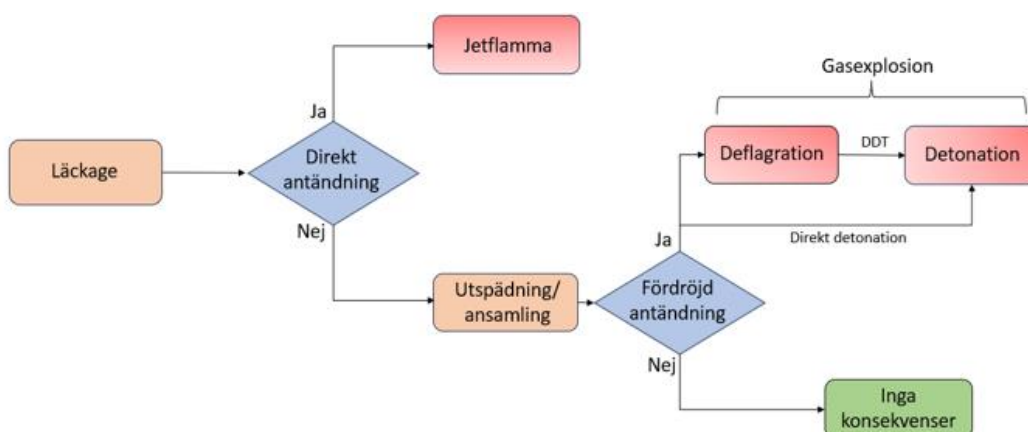 Jetflamma
Gasexplosion
Ja
Läckage
Direkt
antändning
Deflagration
DDT
Detonation
Nej
Ja
Direkt detonation
Utspädning/
ansamling
Fördröjd
antändning
Nej
Inga
konsekvenser